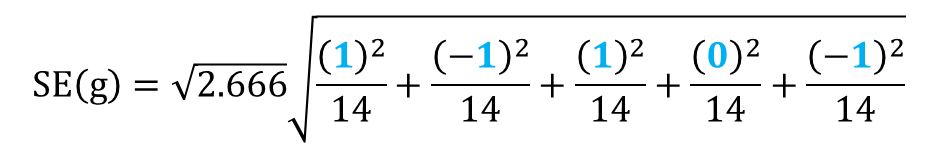 SE(g) = √2.666 √((1)²/14 + (−1)²/14 + (1)²/14 + (0)²/14 + (−1)²/14)